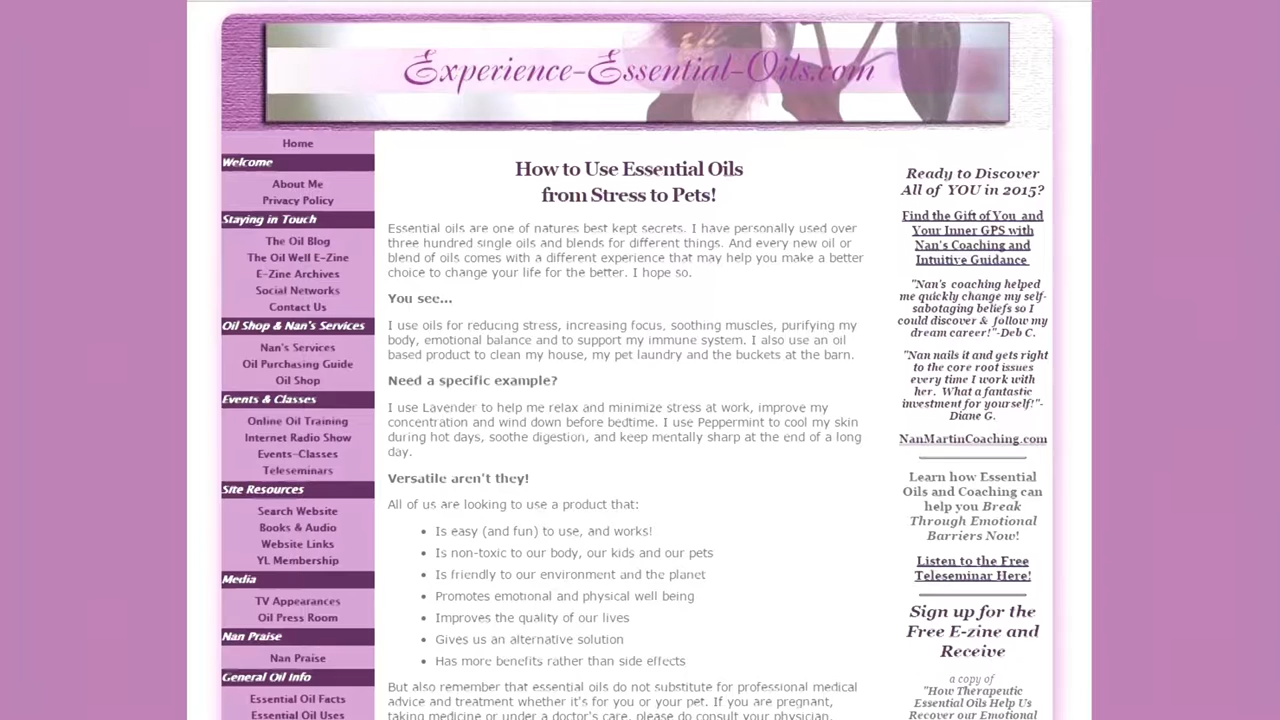 Experience-Essential-Oils.com
Home
Welcome
About Me
Privacy Policy
Staying in Touch
The Oil Blog
The Oil Well E-Zine
E-Zine Archives
Social Networks
Contact Us
Oil Shop & Nan's Services
Nan's Services
Oil Purchasing Guide
Oil Shop
Events & Classes
Online Oil Training
Internet Radio Show
Events-Classes
Teleseminars
Site Resources
Search Website
Books & Audio
Website Links
YL Membership
Media
TV Appearances
Oil Press Room
Nan Praise
Nan Praise
General Oil Info
Essential Oil Facts
Essential Oil Uses
How to Use Essential Oils
from Stress to Pets!
Essential oils are one of natures best kept secrets. I have personally used over
three hundred single oils and blends for different things. And every new oil or
blend of oils comes with a different experience that may help you make a better
choice to change your life for the better. I hope so.
You see...
I use oils for reducing stress, increasing focus, soothing muscles, purifying my
body, emotional balance and to support my immune system. I also use an oil
based product to clean my house, my pet laundry and the buckets at the barn.
Need a specific example?
I use Lavender to help me relax and minimize stress at work, improve my
concentration and wind down before bedtime. I use Peppermint to cool my skin
during hot days, soothe digestion, and keep mentally sharp at the end of a long
day.
Versatile aren't they!
All of us are looking to use a product that:
• Is easy (and fun) to use, and works!
• Is non-toxic to our body, our kids and our pets
• Is friendly to our environment and the planet
• Promotes emotional and physical well being
• Improves the quality of our lives
• Gives us an alternative solution
• Has more benefits rather than side effects
But also remember that essential oils do not substitute for professional medical
advice and treatment whether it's for you or your pet. If you are pregnant,
taking medicine or under a doctor's care, please do consult your physician.
Ready to Discover
All of YOU in 2015?
Find the Gift of You and
Your Inner GPS with
Nan's Coaching and
Intuitive Guidance
"Nan's coaching helped
me quickly change my self-
sabotaging beliefs so I
could discover & follow my
dream career!"-Deb C.
"Nan nails it and gets right
to the core root issues
every time I work with
her. What a fantastic
investment for yourself!"-
Diane G.
NanMartinCoaching.com
Learn how Essential
Oils and Coaching can
help you Break
Through Emotional
Barriers Now!
Listen to the Free
Teleseminar Here!
Sign up for the
Free E-zine and
Receive
a copy of
"How Therapeutic
Essential Oils Help Us
Recover our Emotional